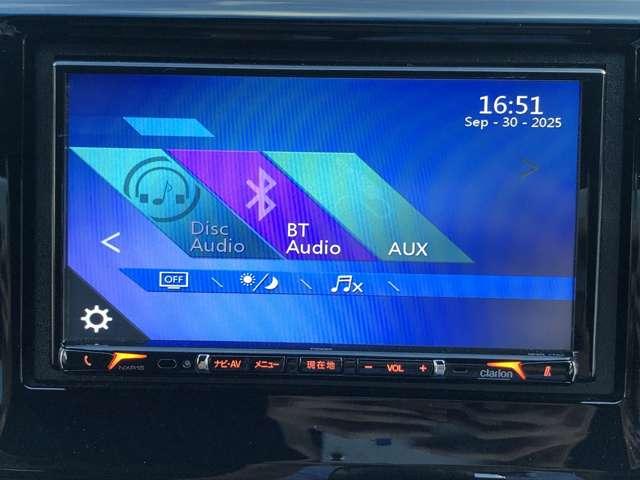 16:51
Sep - 30 - 2025
Disc
Audio
BT
Audio
AUX
OFF
NXR16
ナビ・AV
メニュー
現在地
− VOL +
clarion